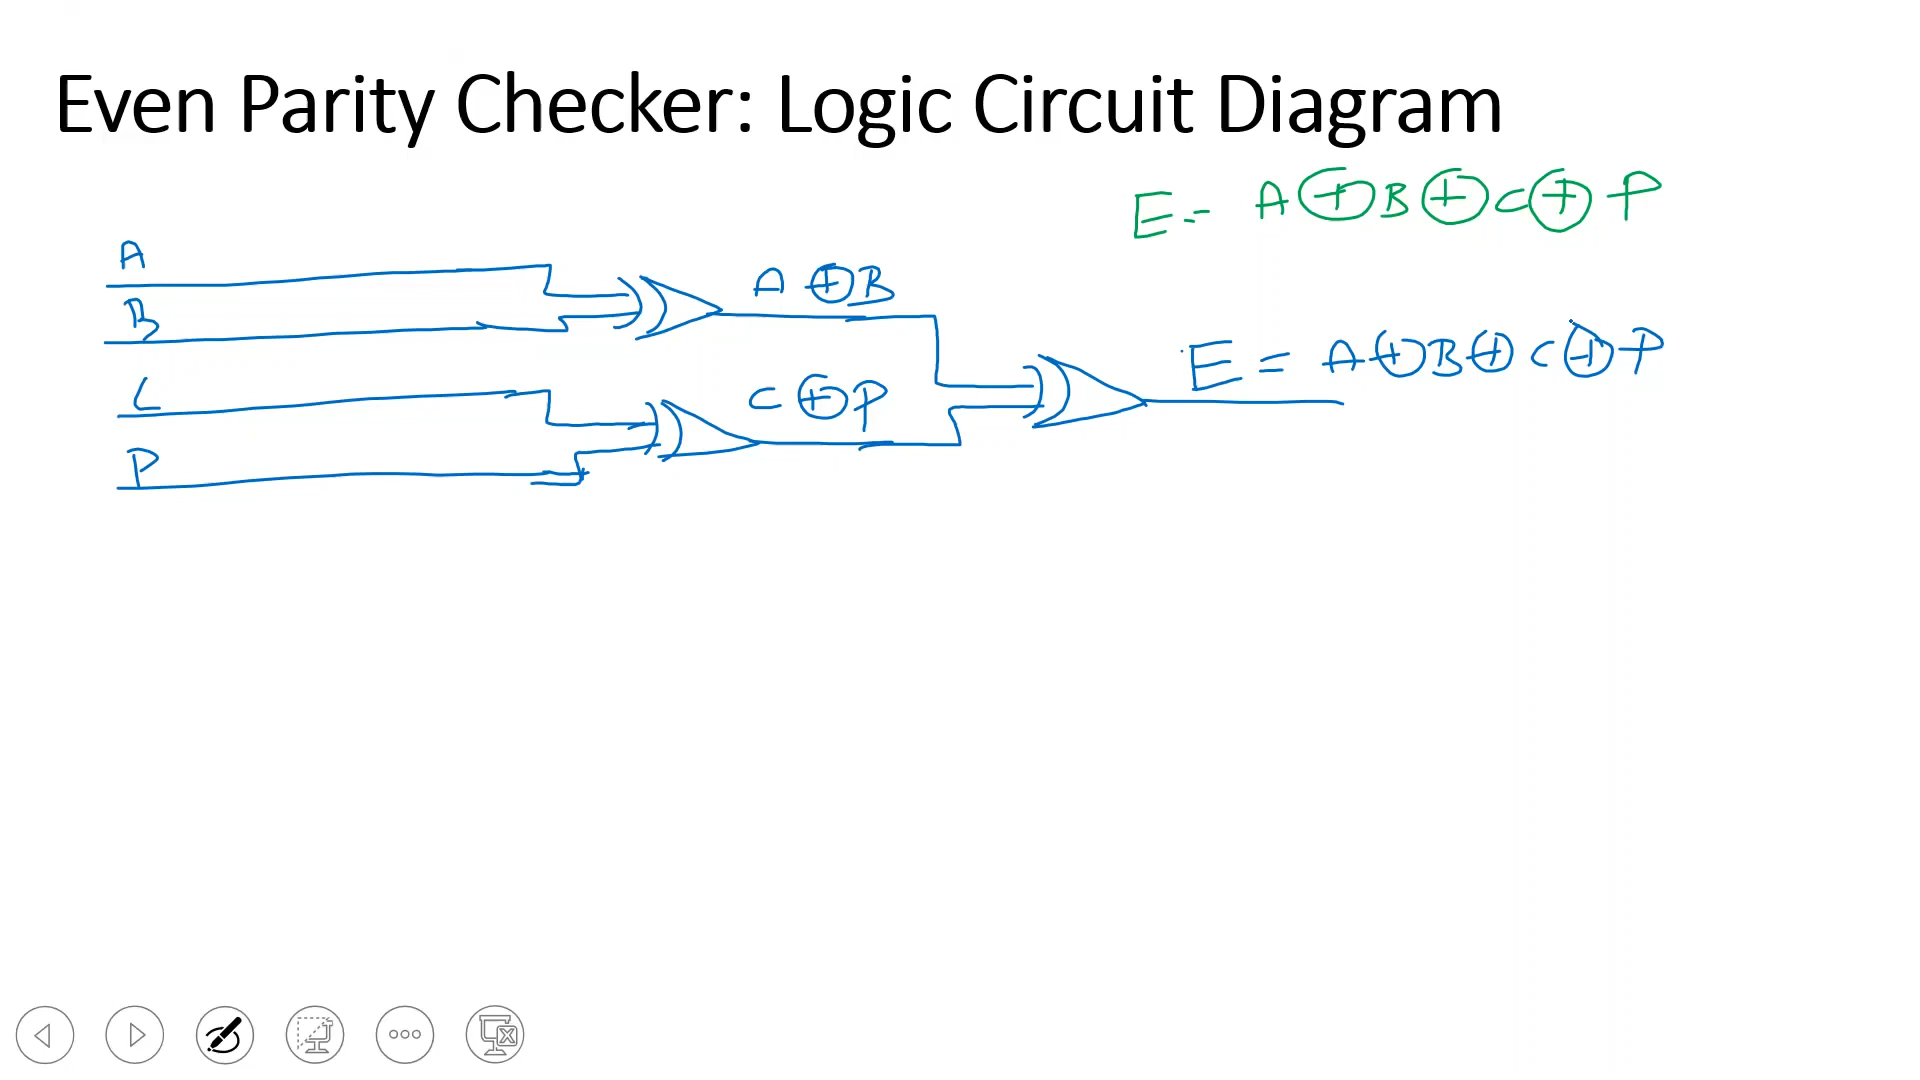 Even Parity Checker: Logic Circuit Diagram
E = A ⊕ B ⊕ C ⊕ P
A
B
C
P
A ⊕ B
C ⊕ P
E = A ⊕ B ⊕ C ⊕ P